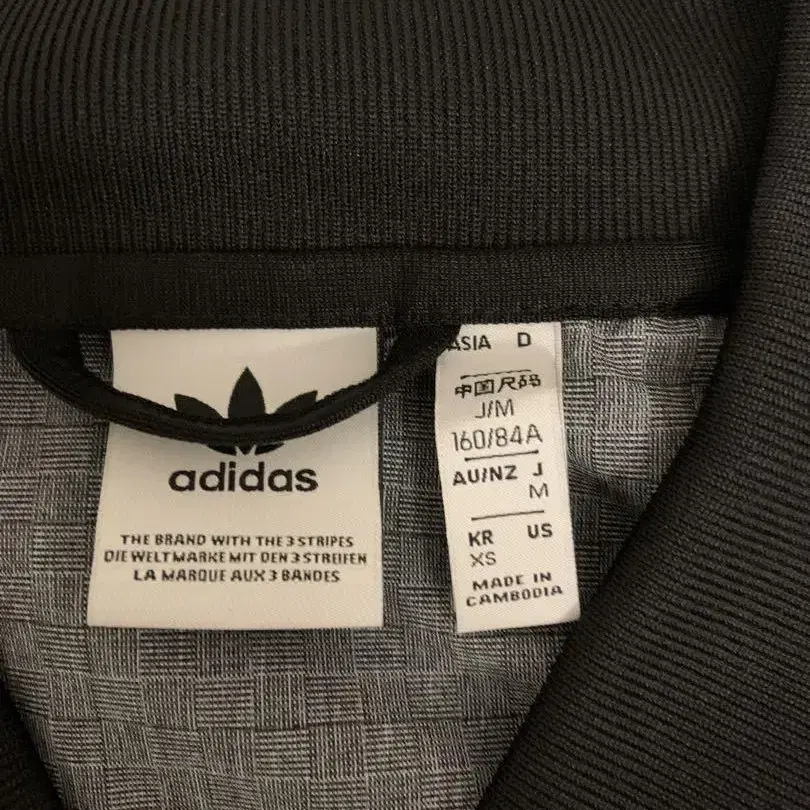 adidas
THE BRAND WITH THE 3 STRIPES
DIE WELTMARKE MIT DEN 3 STREIFEN
LA MARQUE AUX 3 BANDES
ASIA D
中国尺码
J/M
160/84A
AU/NZ J
M
KR US
XS
MADE IN
CAMBODIA